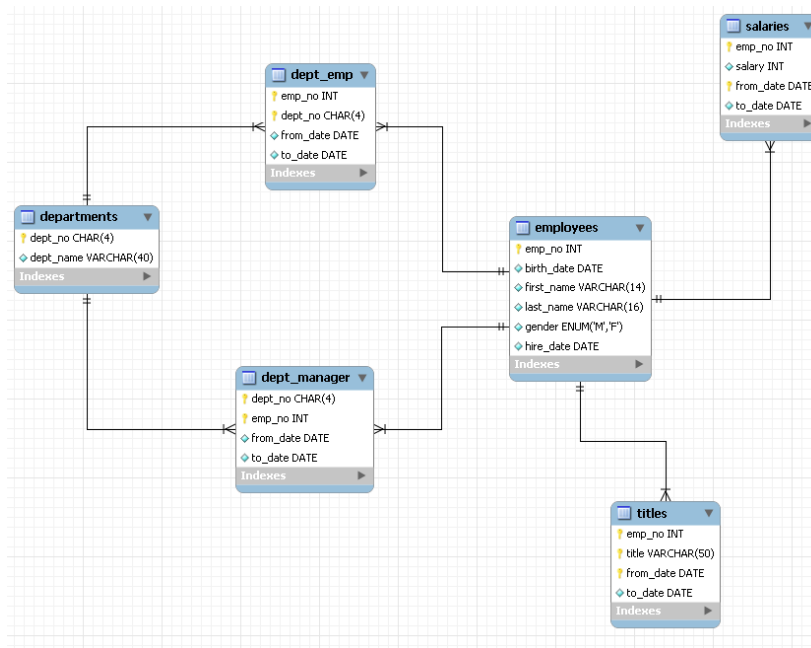 salaries
emp_no INT
salary INT
from_date DATE
to_date DATE
Indexes
dept_emp
emp_no INT
dept_no CHAR(4)
from_date DATE
to_date DATE
Indexes
departments
dept_no CHAR(4)
dept_name VARCHAR(40)
Indexes
employees
emp_no INT
birth_date DATE
first_name VARCHAR(14)
last_name VARCHAR(16)
gender ENUM('M','F')
hire_date DATE
Indexes
dept_manager
dept_no CHAR(4)
emp_no INT
from_date DATE
to_date DATE
Indexes
titles
emp_no INT
title VARCHAR(50)
from_date DATE
to_date DATE
Indexes